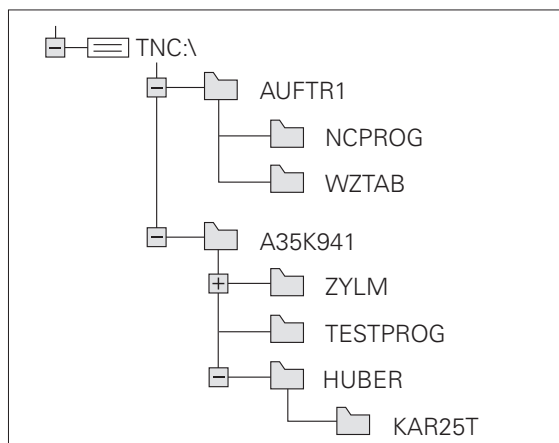 TNC:\
AUFTR1
NCPROG
WZTAB
A35K941
ZYLM
TESTPROG
HUBER
KAR25T